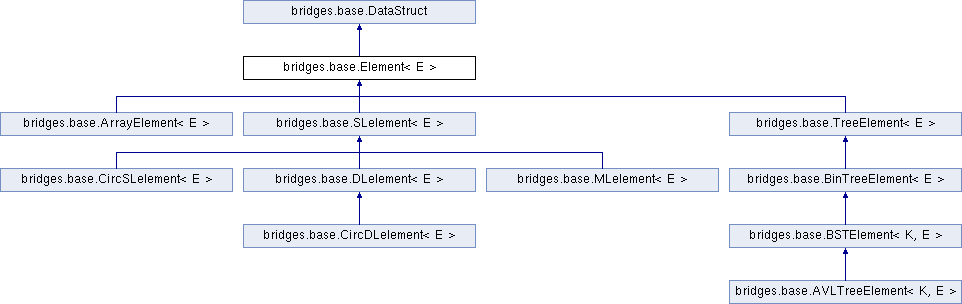 bridges.base.DataStruct
bridges.base.Element< E >
bridges.base.ArrayElement< E >
bridges.base.SLelement< E >
bridges.base.TreeElement< E >
bridges.base.CircSLelement< E >
bridges.base.DLelement< E >
bridges.base.MLelement< E >
bridges.base.BinTreeElement< E >
bridges.base.CircDLelement< E >
bridges.base.BSTElement< K, E >
bridges.base.AVLTreeElement< K, E >